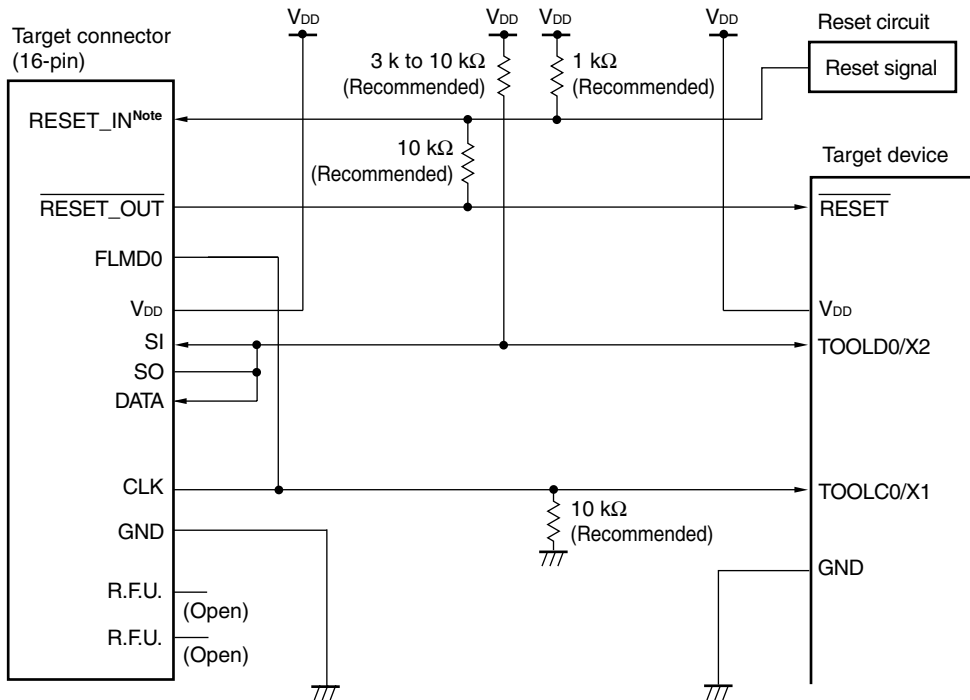 VDD
VDD
VDD
VDD
Reset circuit
Target connector
(16-pin)
3 k to 10 kΩ
(Recommended)
1 kΩ
(Recommended)
Reset signal
RESET_IN Note
10 kΩ
(Recommended)
Target device
RESET_OUT
RESET
FLMD0
VDD
VDD
SI
TOOLD0/X2
SO
DATA
CLK
TOOLC0/X1
10 kΩ
(Recommended)
GND
GND
R.F.U.
(Open)
R.F.U.
(Open)